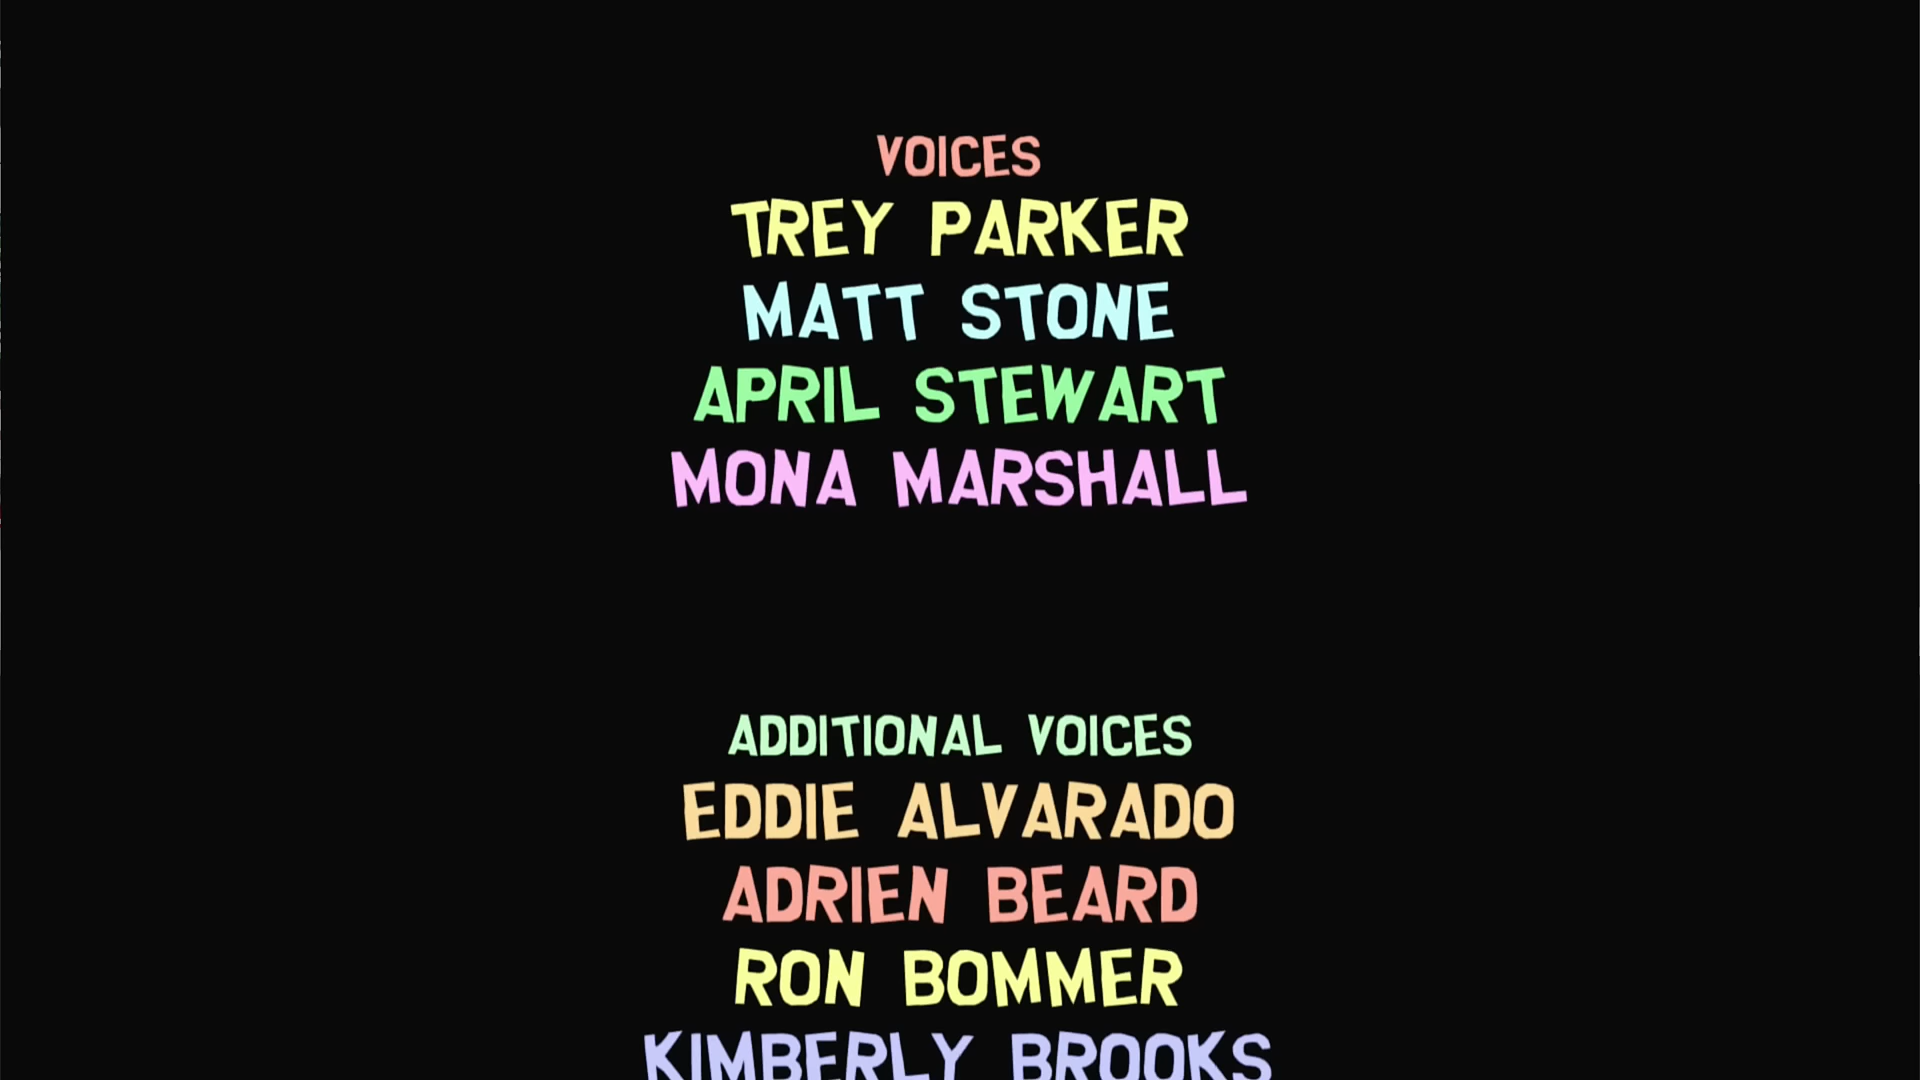 VOICES
TREY PARKER
MATT STONE
APRIL STEWART
MONA MARSHALL
ADDITIONAL VOICES
EDDIE ALVARADO
ADRIEN BEARD
RON BOMMER
KIMBERLY BROOKS